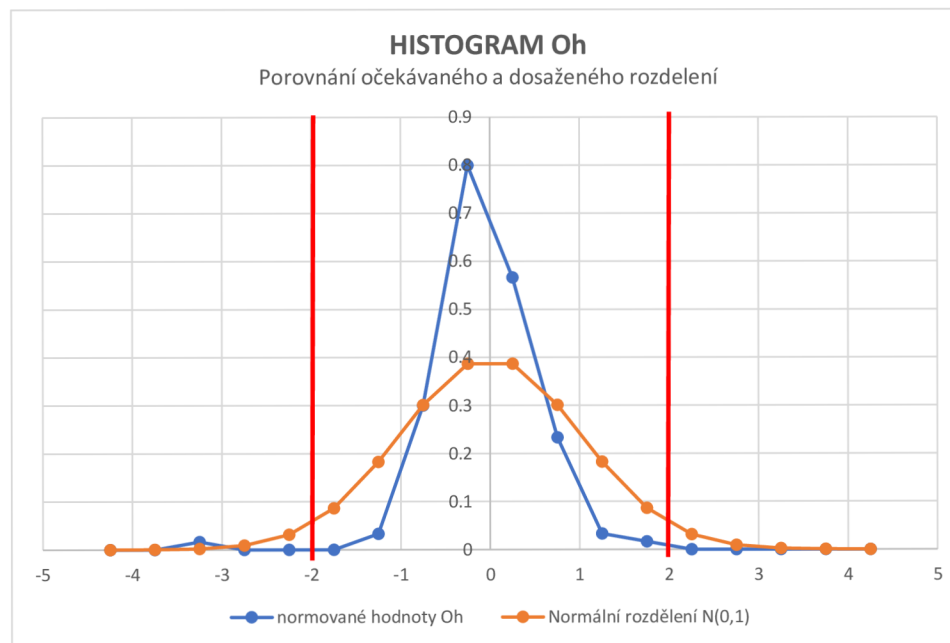 HISTOGRAM Oh
Porovnání očekávaného a dosaženého rozdelení
0.9
0.8
0.7
0.6
0.5
0.4
0.3
0.2
0.1
0
-5 -4 -3 -2 -1 0 1 2 3 4 5
normované hodnoty Oh Normální rozdělení N(0,1)